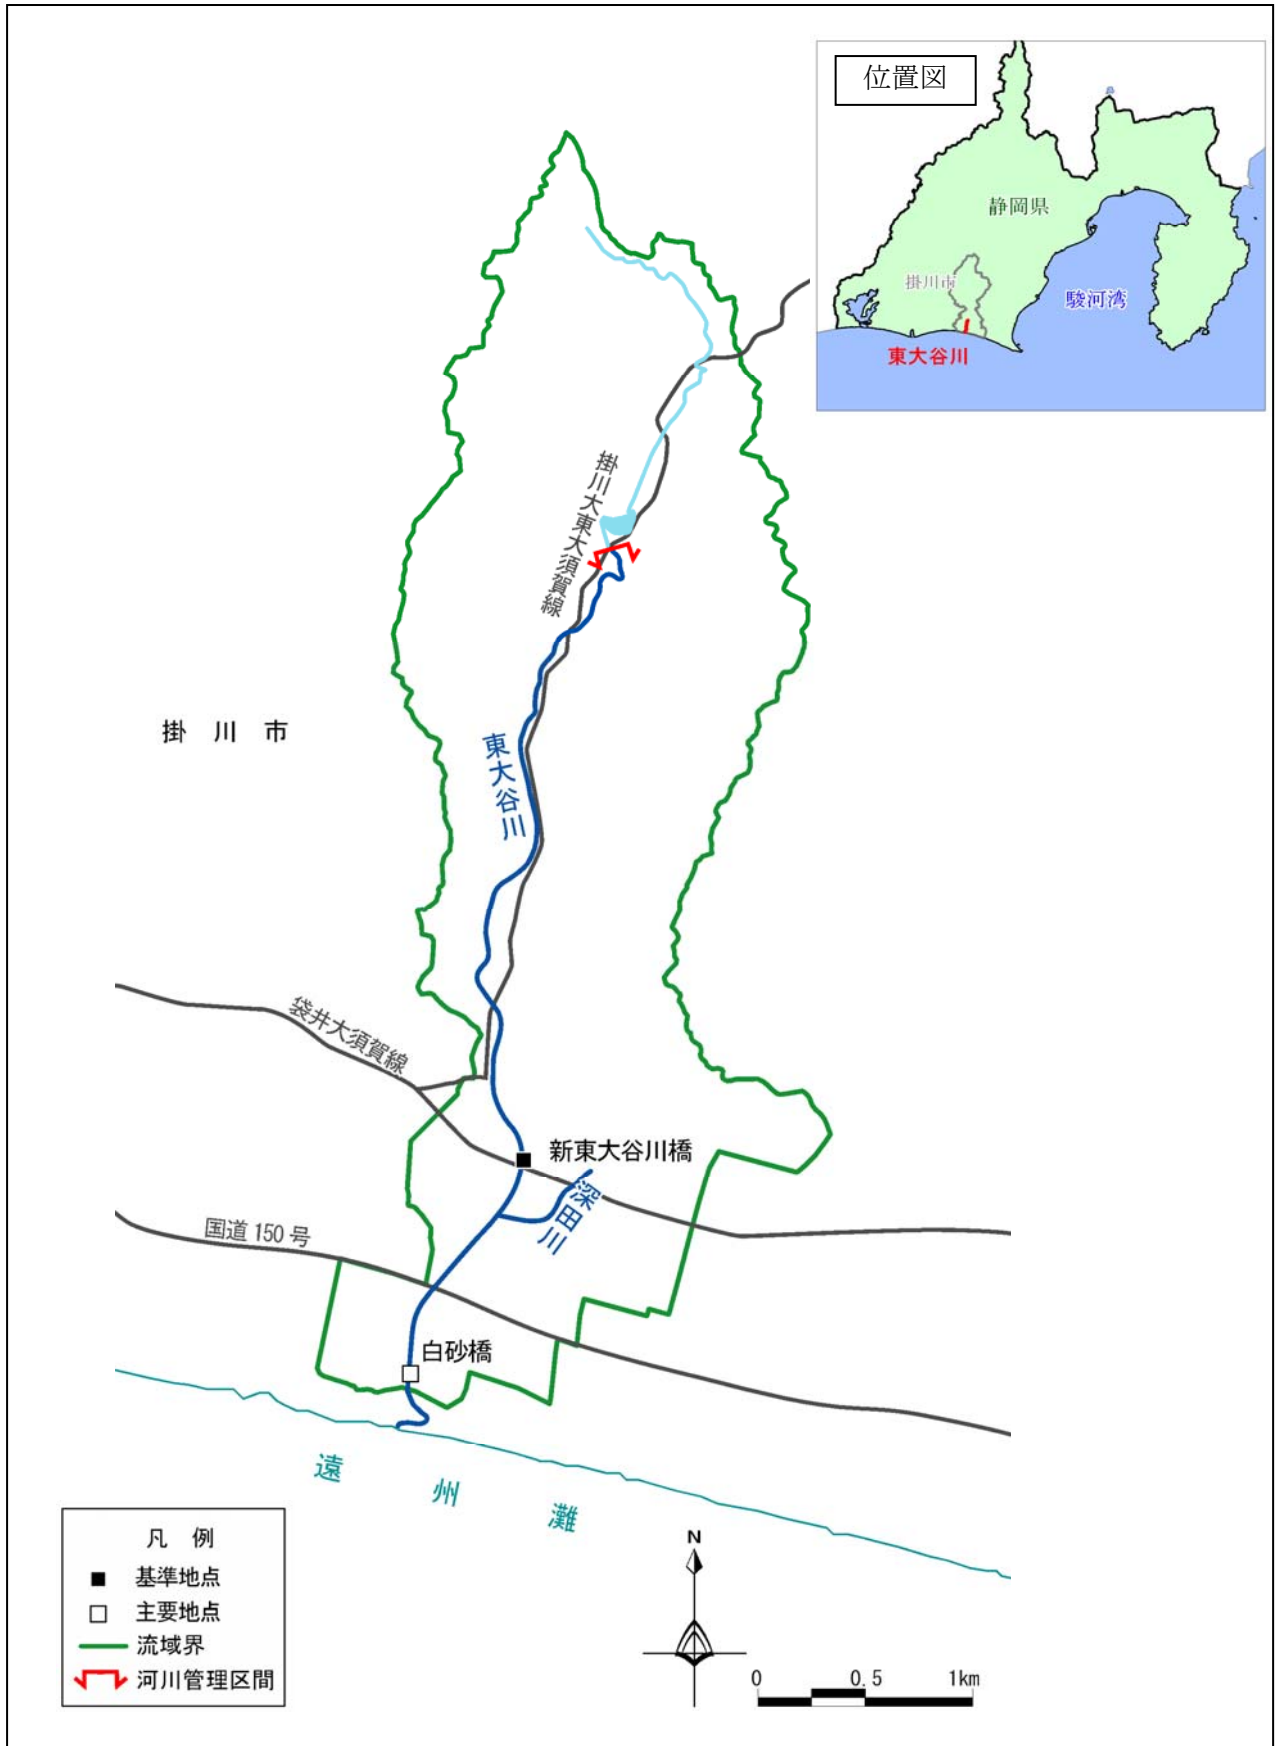 位置図
静岡県
掛川市
駿河湾
東大谷川
掛川大東大須賀線
掛川市
東大谷川
袋井大須賀線
新東大谷川橋
深田川
国道150号
白砂橋
遠州灘
凡例
基準地点
主要地点
流域界
河川管理区間
N
0 0.5 1km